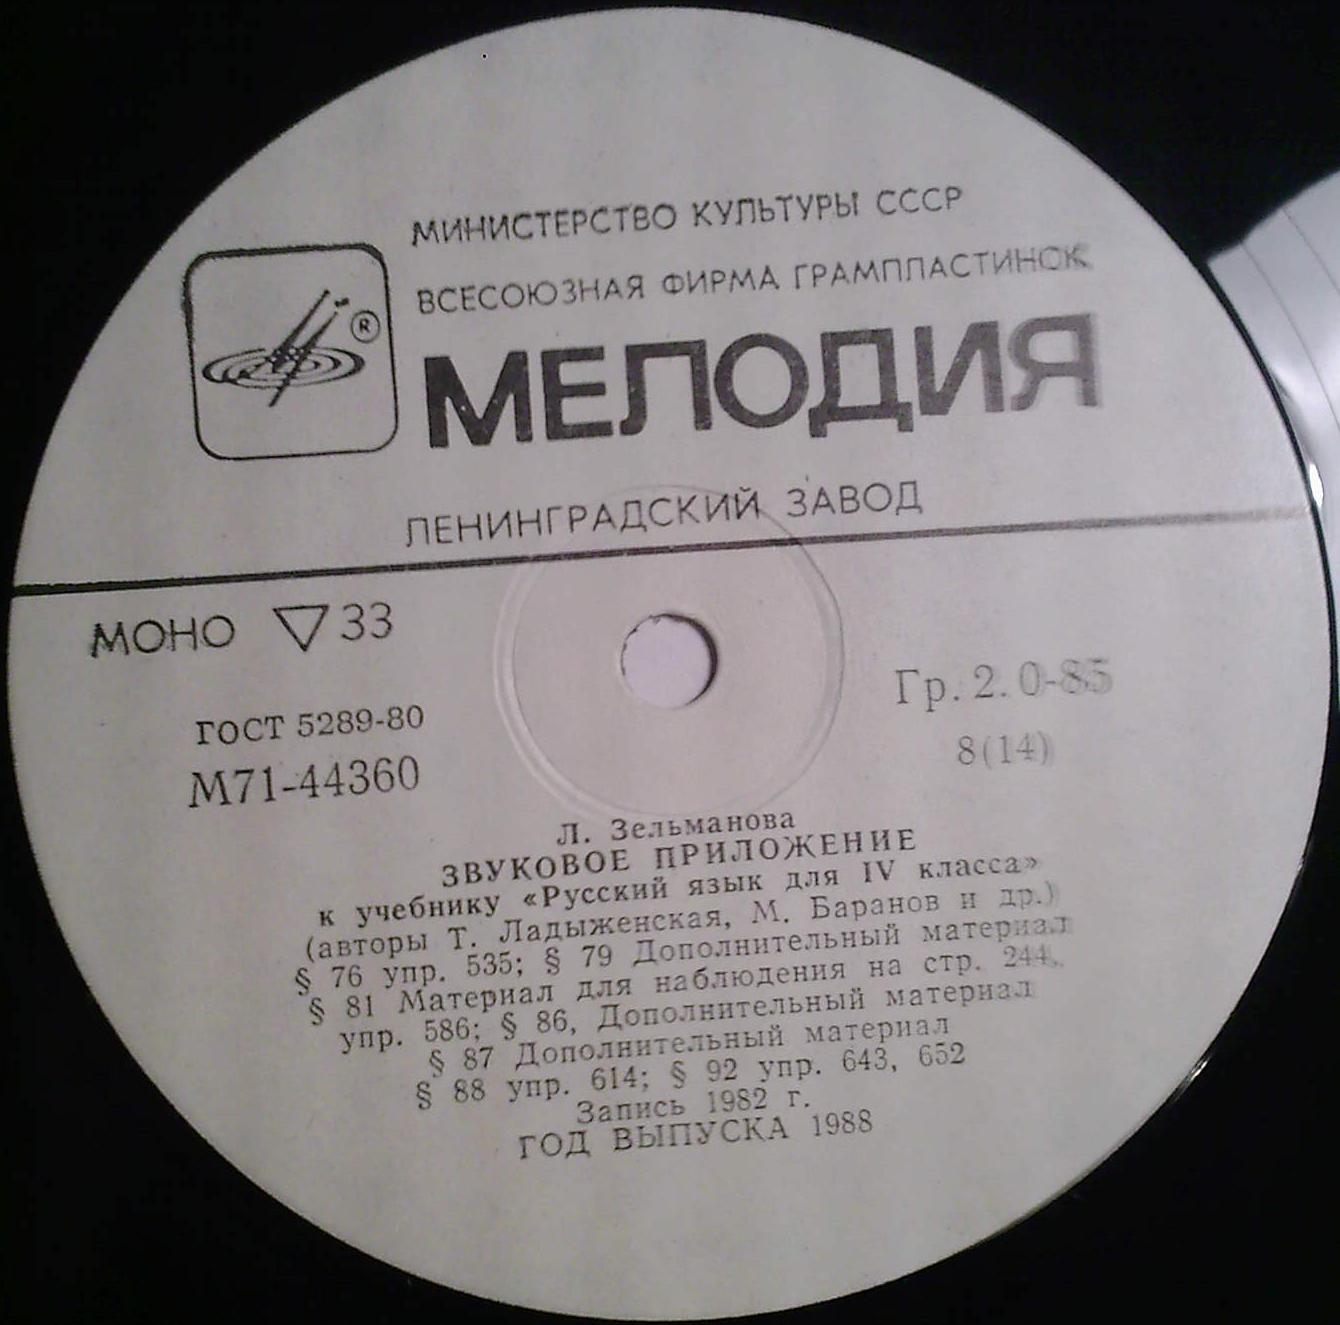 МИНИСТЕРСТВО КУЛЬТУРЫ СССР
ВСЕСОЮЗНАЯ ФИРМА ГРАМПЛАСТИНОК
®
МЕЛОДИЯ
ЛЕНИНГРАДСКИЙ ЗАВОД
МОНО ▽33
Гр. 2. 0-85
ГОСТ 5289-80
8(14)
М71-44360
Л. Зельманова
ЗВУКОВОЕ ПРИЛОЖЕНИЕ
к учебнику «Русский язык для IV класса»
(авторы Т. Ладыженская, М. Баранов и др.)
§ 76 упр. 535; § 79 Дополнительный материал
§ 81 Материал для наблюдения на стр. 244,
упр. 586; § 86, Дополнительный материал
§ 87 Дополнительный материал
§ 88 упр. 614; § 92 упр. 643, 652
Запись 1982 г.
ГОД ВЫПУСКА 1988